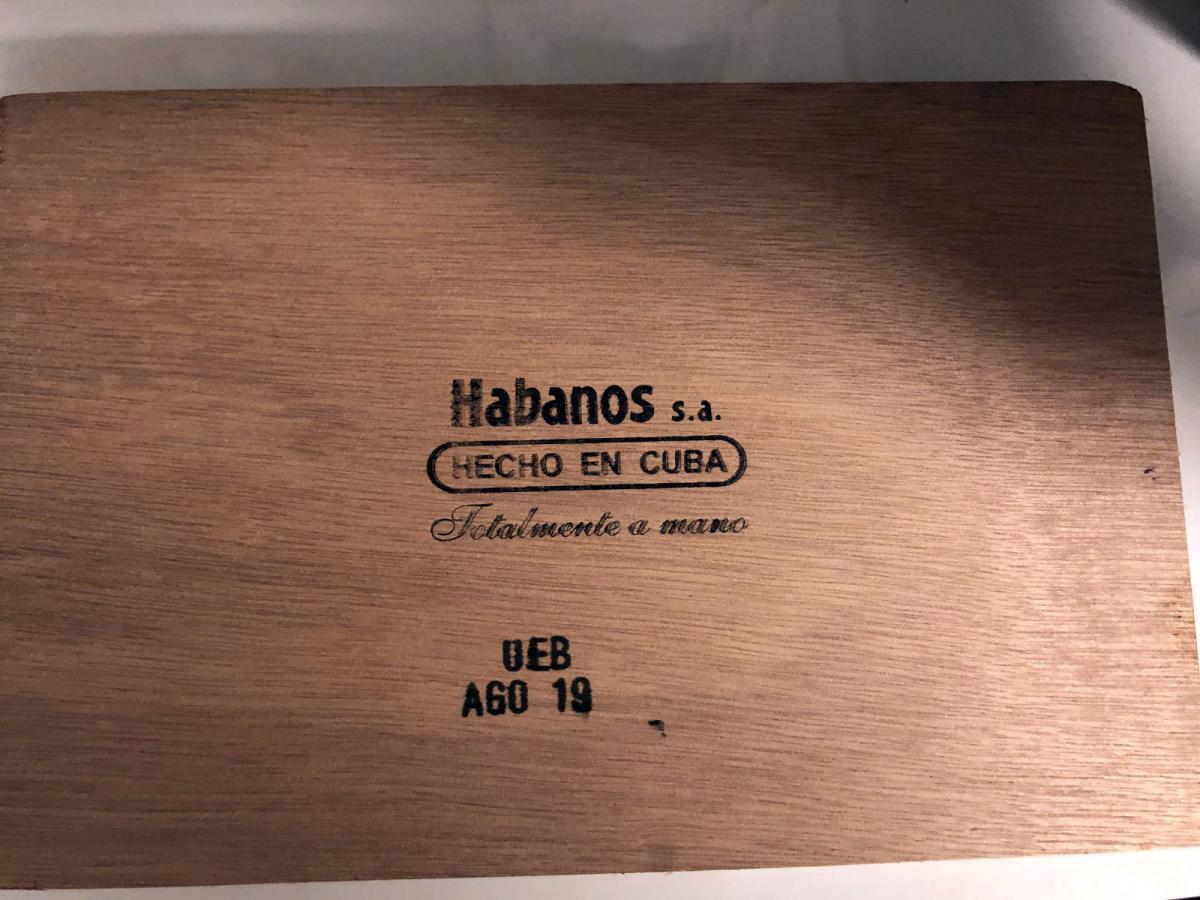 Habanos s.a.
HECHO EN CUBA
Totalmente a mano
UEB
AGO 19